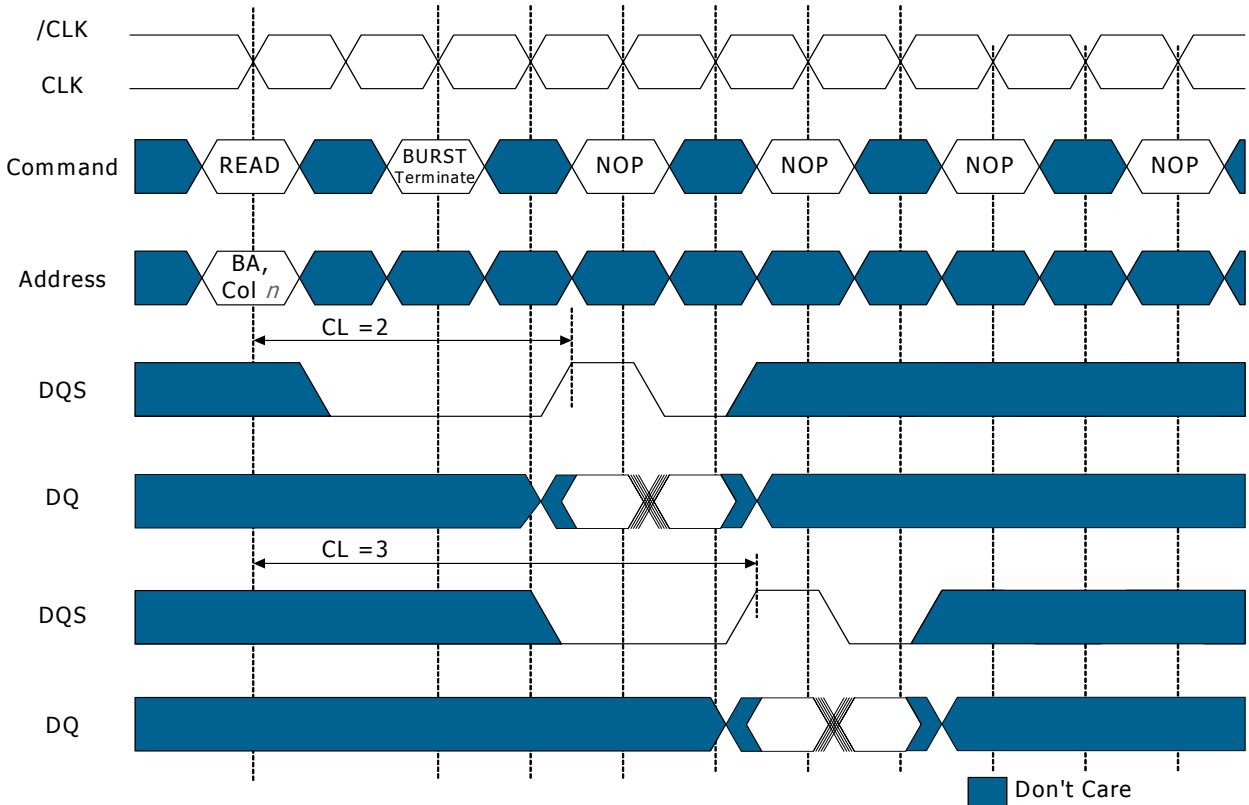 /CLK
CLK
Command
READ
BURST
Terminate
NOP
NOP
NOP
NOP
Address
BA,
Col n
CL =2
DQS
DQ
CL =3
DQS
DQ
Don't Care